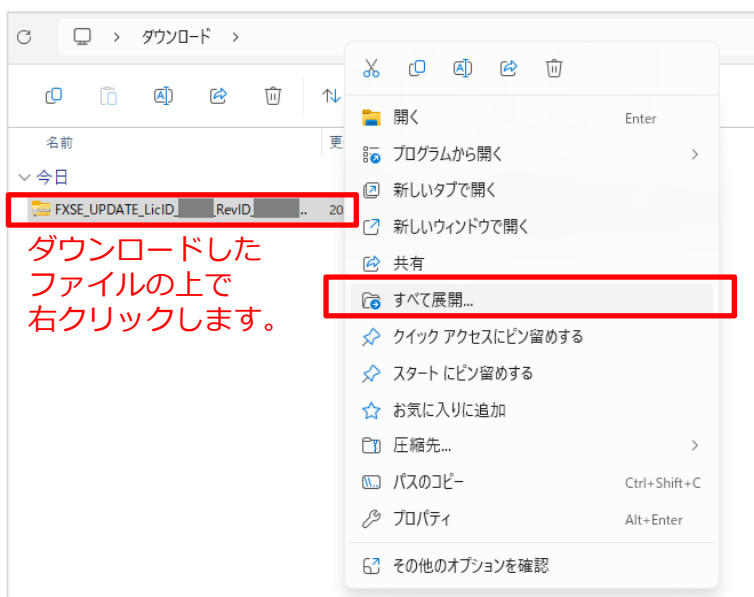 ダウンロード
名前
更
今日
FXSE_UPDATE_LicID_ _RevID_ ..
20
ダウンロードした
ファイルの上で
右クリックします。
開く Enter
プログラムから開く
新しいタブで開く
新しいウィンドウで開く
共有
すべて展開...
クイック アクセスにピン留めする
スタート にピン留めする
お気に入りに追加
圧縮先...
パスのコピー Ctrl+Shift+C
プロパティ Alt+Enter
その他のオプションを確認